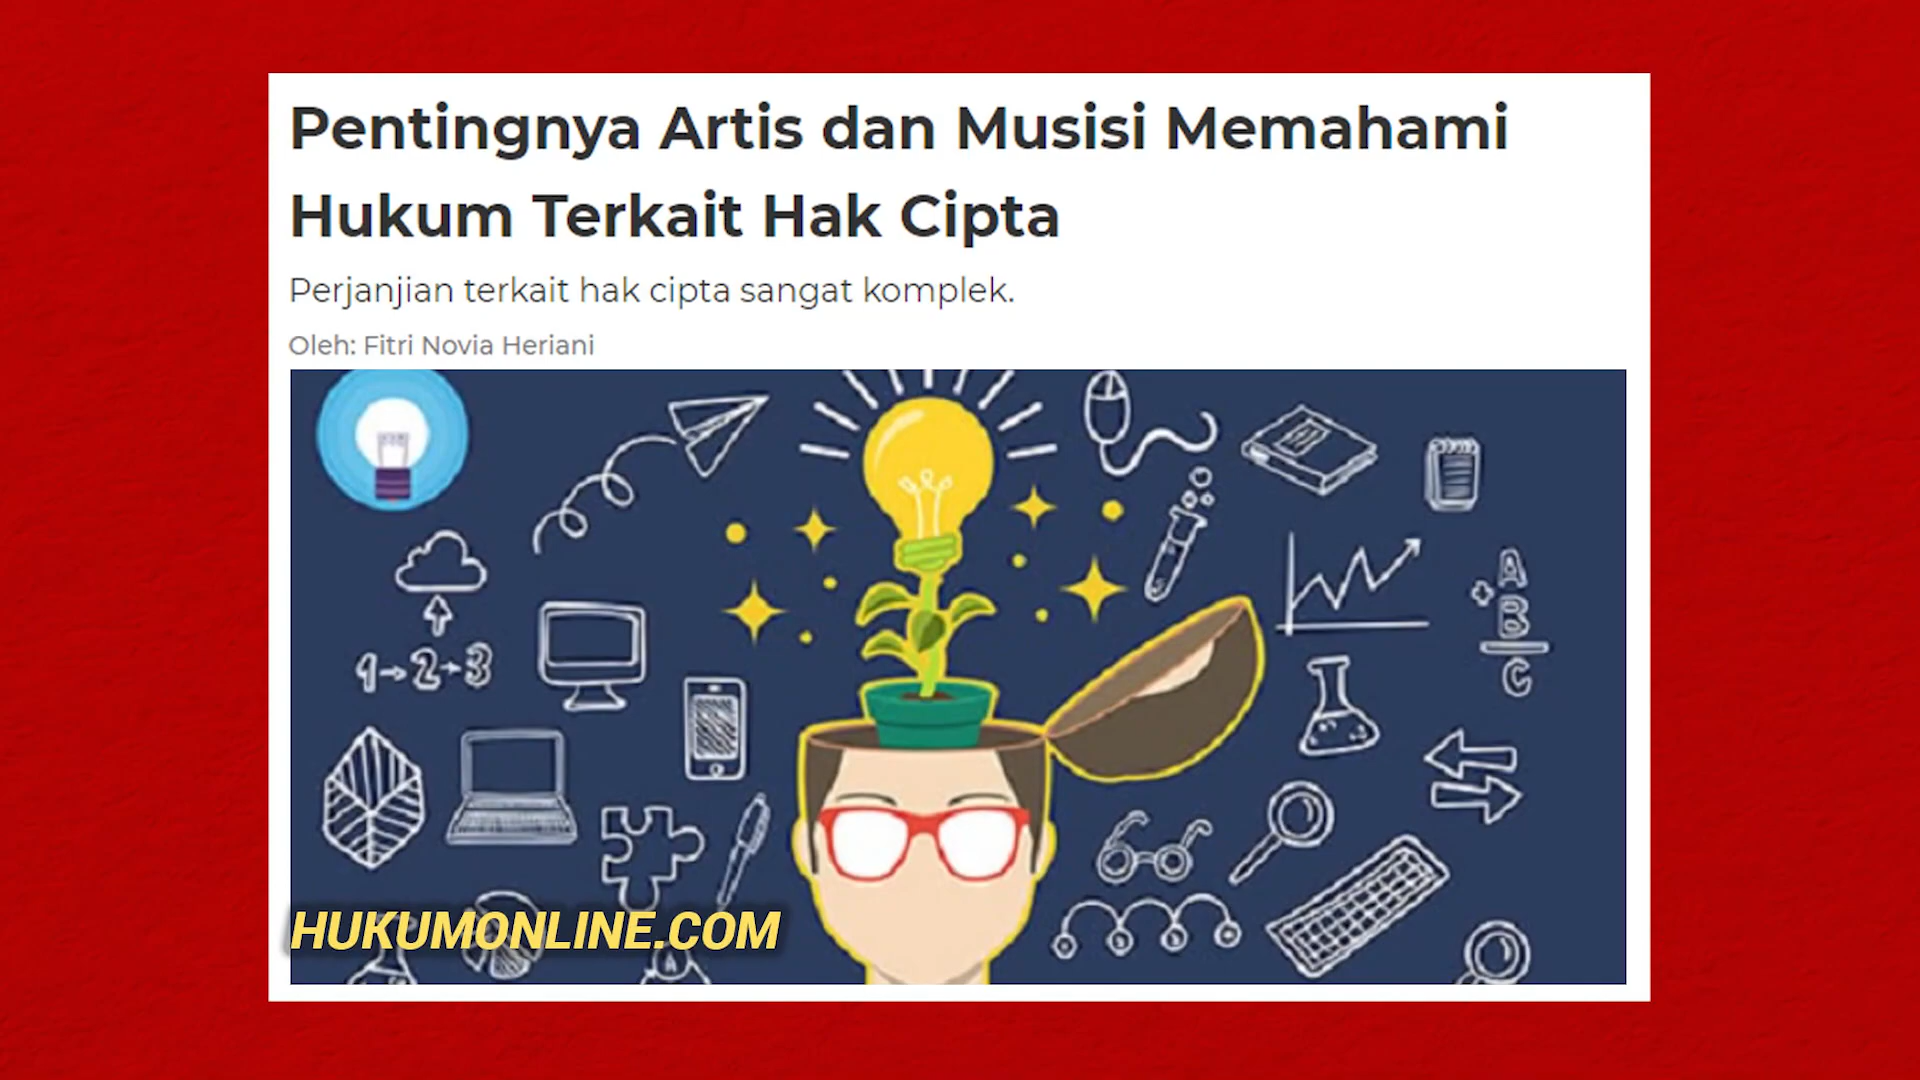 Pentingnya Artis dan Musisi Memahami
Hukum Terkait Hak Cipta
Perjanjian terkait hak cipta sangat komplek.
Oleh: Fitri Novia Heriani
1→2→3
A
+B
C
HUKUMONLINE.COM
A